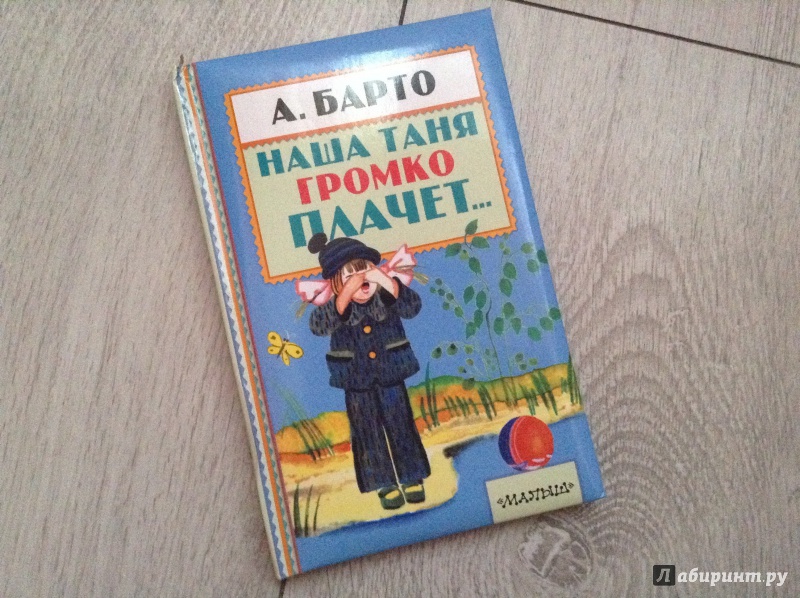 А. БАРТО
НАША ТАНЯ
ГРОМКО
ПЛАЧЕТ...
"МАЛЫШ"
Лабиринт.ру